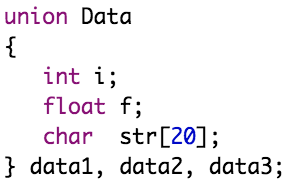 union Data
{
   int i;
   float f;
   char  str[20];
} data1, data2, data3;